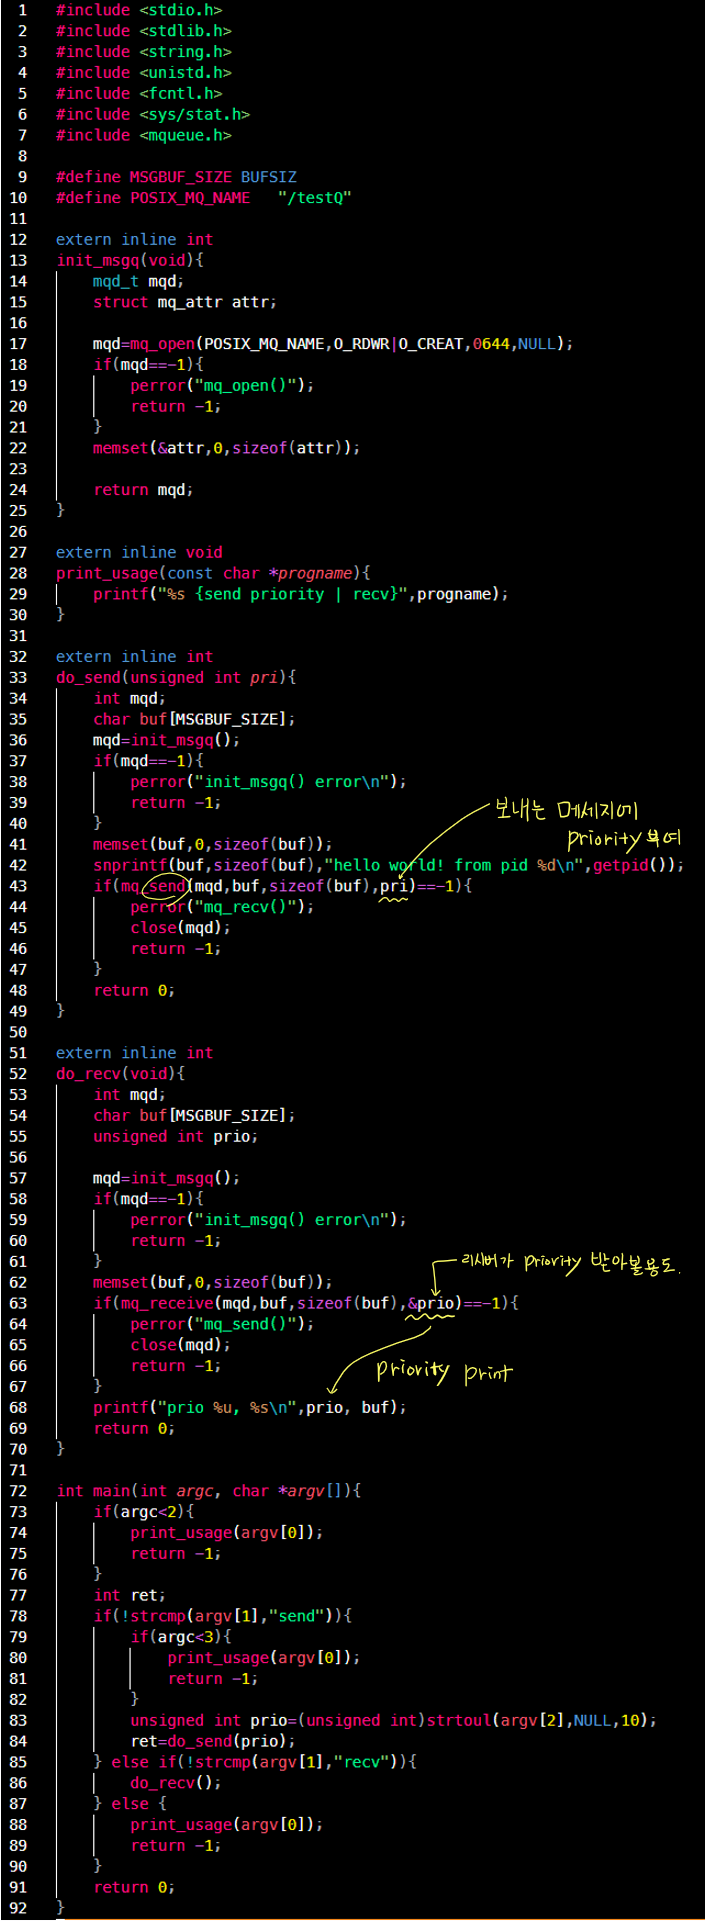 1 #include <stdio.h>
2 #include <stdlib.h>
3 #include <string.h>
4 #include <unistd.h>
5 #include <fcntl.h>
6 #include <sys/stat.h>
7 #include <mqueue.h>
8
9 #define MSGBUF_SIZE BUFSIZ
10 #define POSIX_MQ_NAME   "/testQ"
11
12 extern inline int
13 init_msgq(void){
14     mqd_t mqd;
15     struct mq_attr attr;
16
17     mqd=mq_open(POSIX_MQ_NAME,O_RDWR|O_CREAT,0644,NULL);
18     if(mqd==-1){
19         perror("mq_open()");
20         return -1;
21     }
22     memset(&attr,0,sizeof(attr));
23
24     return mqd;
25 }
26
27 extern inline void
28 print_usage(const char *progname){
29     printf("%s {send priority | recv}",progname);
30 }
31
32 extern inline int
33 do_send(unsigned int pri){
34     int mqd;
35     char buf[MSGBUF_SIZE];
36     mqd=init_msgq();
37     if(mqd==-1){
38         perror("init_msgq() error\n");
39         return -1;
보내는 메세지에
40     }
priority 부여
41     memset(buf,0,sizeof(buf));
42     snprintf(buf,sizeof(buf),"hello world! from pid %d\n",getpid());
43     if(mq_send(mqd,buf,sizeof(buf),pri)==-1){
44         perror("mq_recv()");
45         close(mqd);
46         return -1;
47     }
48     return 0;
49 }
50
51 extern inline int
52 do_recv(void){
53     int mqd;
54     char buf[MSGBUF_SIZE];
55     unsigned int prio;
56
57     mqd=init_msgq();
58     if(mqd==-1){
59         perror("init_msgq() error\n");
60         return -1;
61     }
리시버가 priority 받아볼용도.
62     memset(buf,0,sizeof(buf));
63     if(mq_receive(mqd,buf,sizeof(buf),&prio)==-1){
64         perror("mq_send()");
65         close(mqd);
66         return -1;
priority print
67     }
68     printf("prio %u, %s\n",prio, buf);
69     return 0;
70 }
71
72 int main(int argc, char *argv[]){
73     if(argc<2){
74         print_usage(argv[0]);
75         return -1;
76     }
77     int ret;
78     if(!strcmp(argv[1],"send")){
79         if(argc<3){
80             print_usage(argv[0]);
81             return -1;
82         }
83         unsigned int prio=(unsigned int)strtoul(argv[2],NULL,10);
84         ret=do_send(prio);
85     } else if(!strcmp(argv[1],"recv")){
86         do_recv();
87     } else {
88         print_usage(argv[0]);
89         return -1;
90     }
91     return 0;
92 }